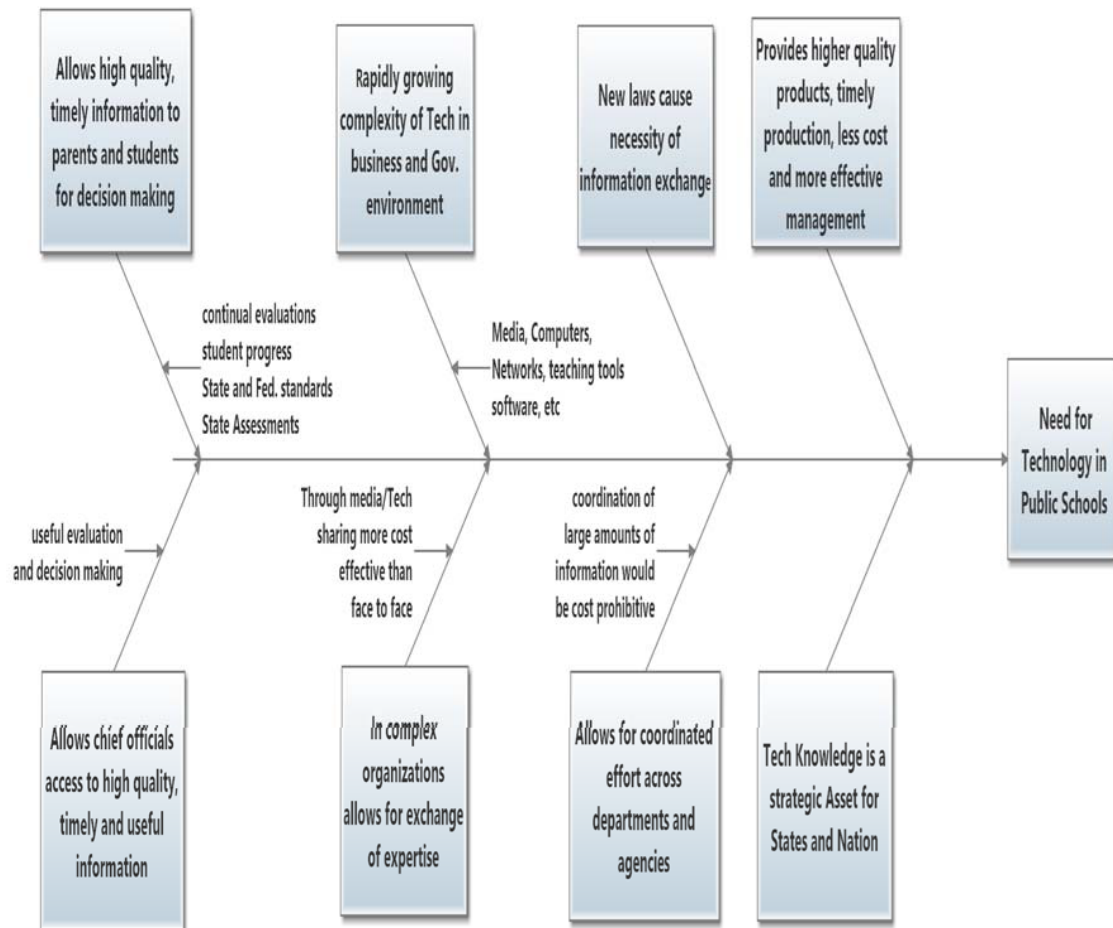 Allows high quality,
timely information to
parents and students
for decision making
Rapidly growing
complexity of Tech in
business and Gov.
environment
New laws cause
necessity of
information exchange
Provides higher quality
products, timely
production, less cost
and more effective
management
continual evaluations
student progress
State and Fed. standards
State Assessments
Media, Computers,
Networks, teaching tools
software, etc
Need for
Technology in
Public Schools
useful evaluation
and decision making
Through media/Tech
sharing more cost
effective than
face to face
coordination of
large amounts of
information would
be cost prohibitive
Allows chief officials
access to high quality,
timely and useful
information
In complex
organizations
allows for exchange
of expertise
Allows for coordinated
effort across
departments and
agencies
Tech Knowledge is a
strategic Asset for
States and Nation